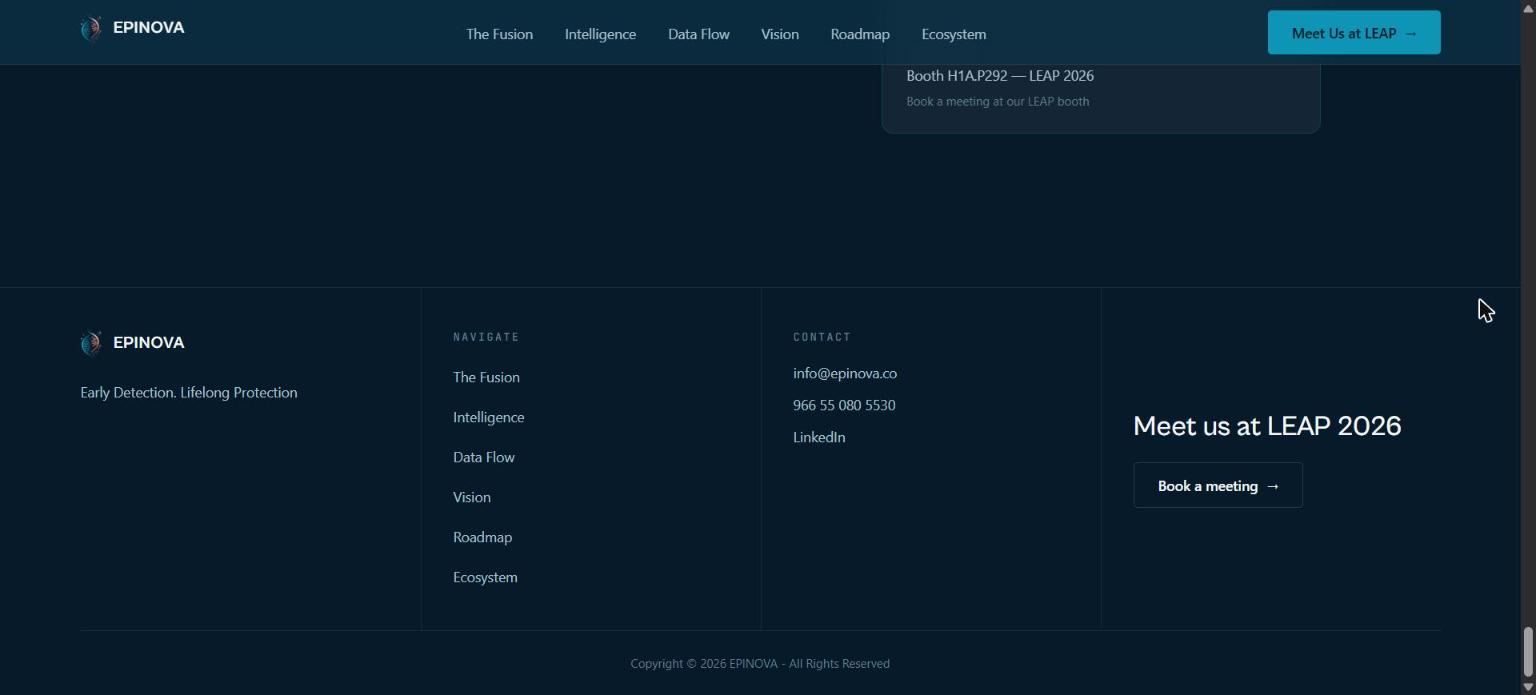 EPINOVA
The Fusion
Intelligence
Data Flow
Vision
Roadmap
Ecosystem
Meet Us at LEAP →
Booth H1A.P292 — LEAP 2026
Book a meeting at our LEAP booth
EPINOVA
Early Detection. Lifelong Protection
NAVIGATE
The Fusion
Intelligence
Data Flow
Vision
Roadmap
Ecosystem
CONTACT
info@epinova.co
966 55 080 5530
LinkedIn
Meet us at LEAP 2026
Book a meeting →
Copyright © 2026 EPINOVA - All Rights Reserved